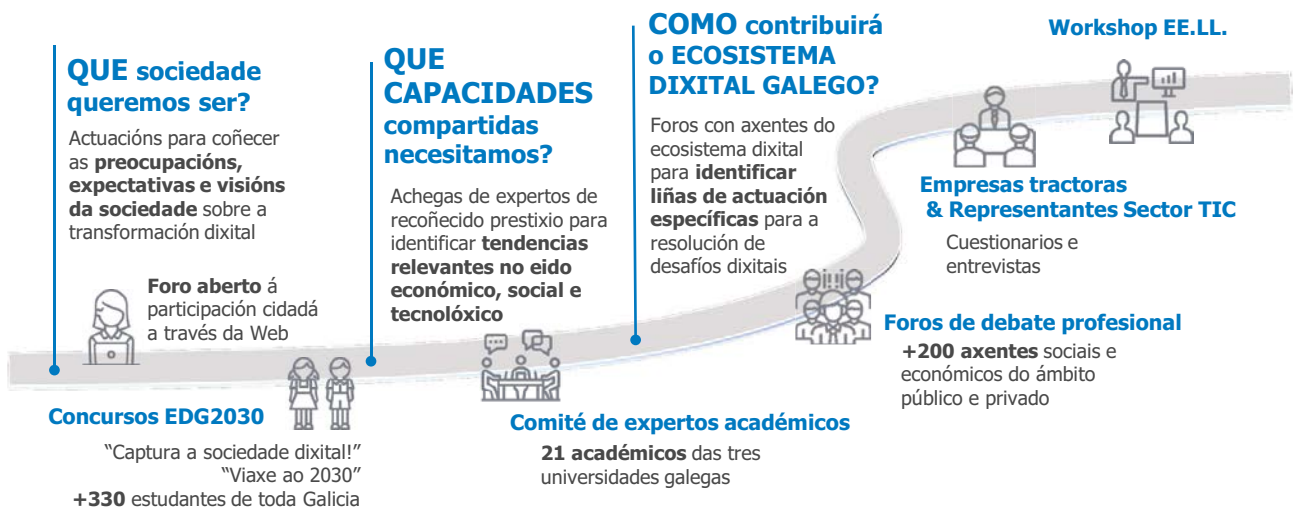 QUE sociedade
queremos ser?
Actuacións para coñecer
as preocupacións,
expectativas e visións
da sociedade sobre a
transformación dixital
Foro aberto á
participación cidadá
a través da Web
Concursos EDG2030
“Captura a sociedade dixital!”
“Viaxe ao 2030”
+330 estudantes de toda Galicia
QUE
CAPACIDADES
compartidas
necesitamos?
Achegas de expertos de
recoñecido prestixio para
identificar tendencias
relevantes no eido
económico, social e
tecnolóxico
Comité de expertos académicos
21 académicos das tres
universidades galegas
COMO contribuirá
o ECOSISTEMA
DIXITAL GALEGO?
Foros con axentes do
ecosistema dixital
para identificar
liñas de actuación
específicas para a
resolución de
desafíos dixitais
Foros de debate profesional
+200 axentes sociais e
económicos do ámbito
público e privado
Empresas tractoras
& Representantes Sector TIC
Cuestionarios e
entrevistas
Workshop EE.LL.